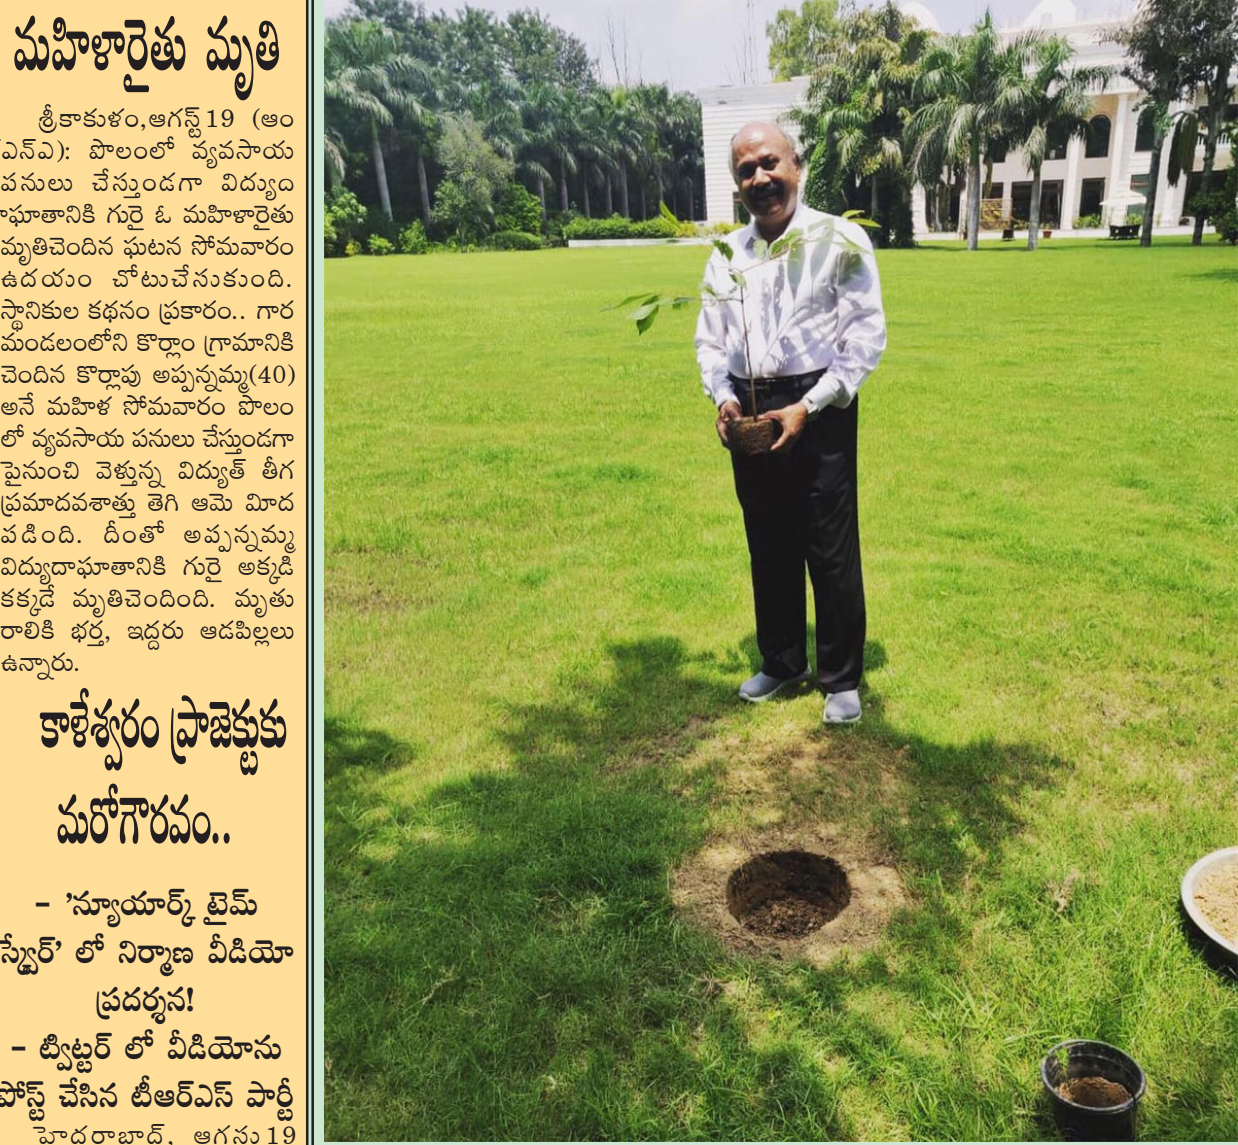 మహిళారైతు మృతి
శ్రీకాకుళం,ఆగస్ట్19 (ఆం
ఎన్ఎ): పొలంలో వ్యవసాయ
పనులు చేస్తుండగా విద్యుదా
ఘాతానికి గురై ఓ మహిళారైతు
మృతిచెందిన ఘటన సోమవారం
ఉదయం చోటుచేసుకుంది.
స్థానికుల కథనం ప్రకారం.. గార
మండలంలోని కొర్లాం గ్రామానికి
చెందిన కొర్లాపు అప్పన్నమ్మ(40)
అనే మహిళ సోమవారం పొలం
లో వ్యవసాయ పనులు చేస్తుండగా
పైనుంచి వెళ్తున్న విద్యుత్ తీగ
ప్రమాదవశాత్తు తెగి ఆమె మీద
పడింది. దీంతో అప్పన్నమ్మ
విద్యుదాఘాతానికి గురై అక్కడి
కక్కడే మృతిచెందింది. మృతు
రాలికి భర్త, ఇద్దరు ఆడపిల్లలు
ఉన్నారు.
కాళేశ్వరం ప్రాజెక్టుకు
మరోగౌరవం..
- 'న్యూయార్క్ టైమ్
స్క్వేర్' లో నిర్మాణ వీడియో
ప్రదర్శన!
- ట్విట్టర్ లో వీడియోను
పోస్ట్ చేసిన టీఆర్ఎస్ పార్టీ
హైదరాబాద్, ఆగస్టు19